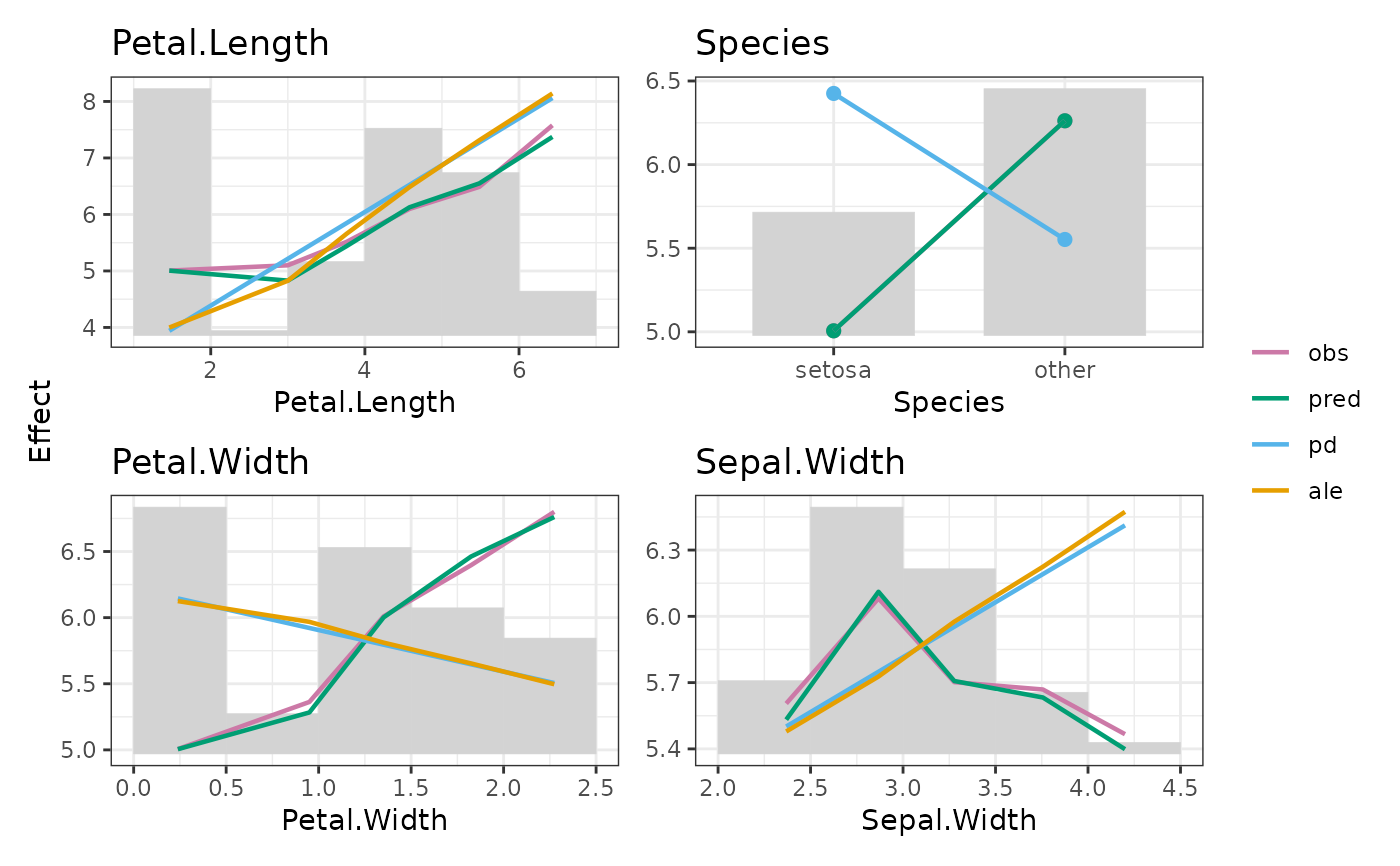 Petal.Length
8
7
6
5
4
2 4 6
Petal.Length
Species
6.5
6.0
5.5
5.0
setosa other
Species
Effect
Petal.Width
6.5
6.0
5.5
5.0
0.0 0.5 1.0 1.5 2.0 2.5
Petal.Width
Sepal.Width
6.3
6.0
5.7
5.4
2.0 2.5 3.0 3.5 4.0 4.5
Sepal.Width
obs
pred
pd
ale